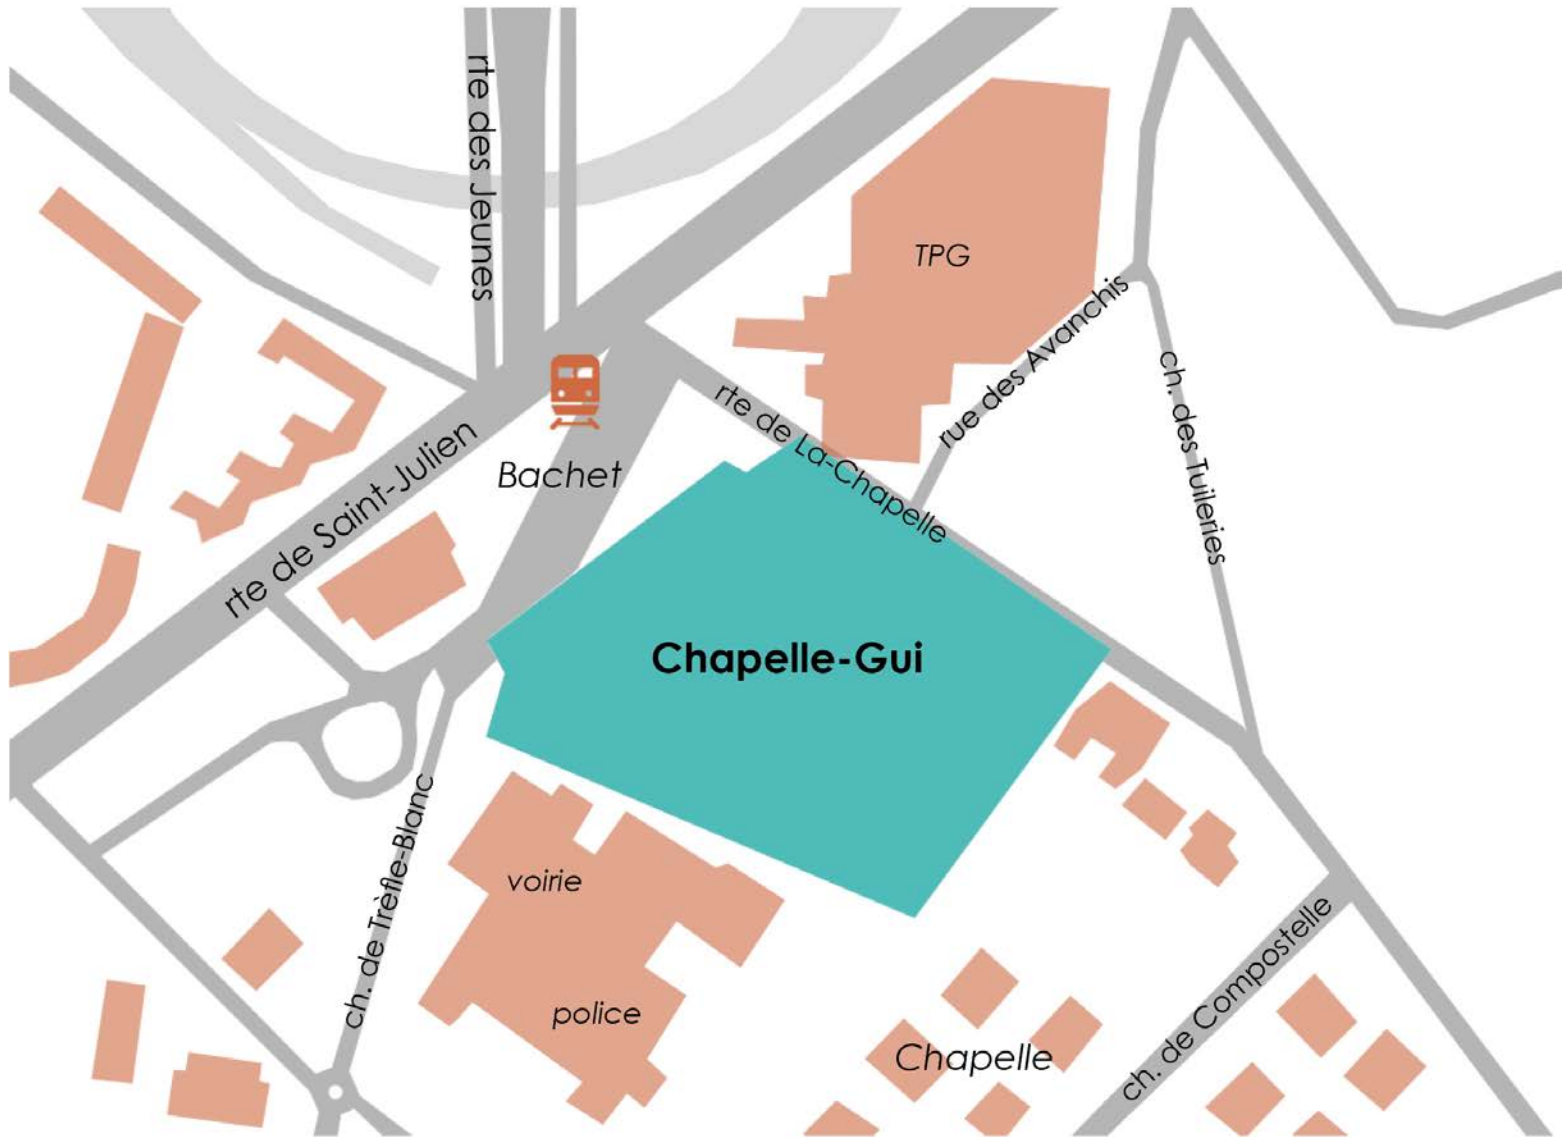 rte des Jeunes
TPG
rue des Avanchis
ch. des Tuileries
rte de La-Chapelle
rte de Saint-Julien
Bachet
Chapelle-Gui
ch. de Trèfle-Blanc
voirie
police
Chapelle
ch. de Compostelle